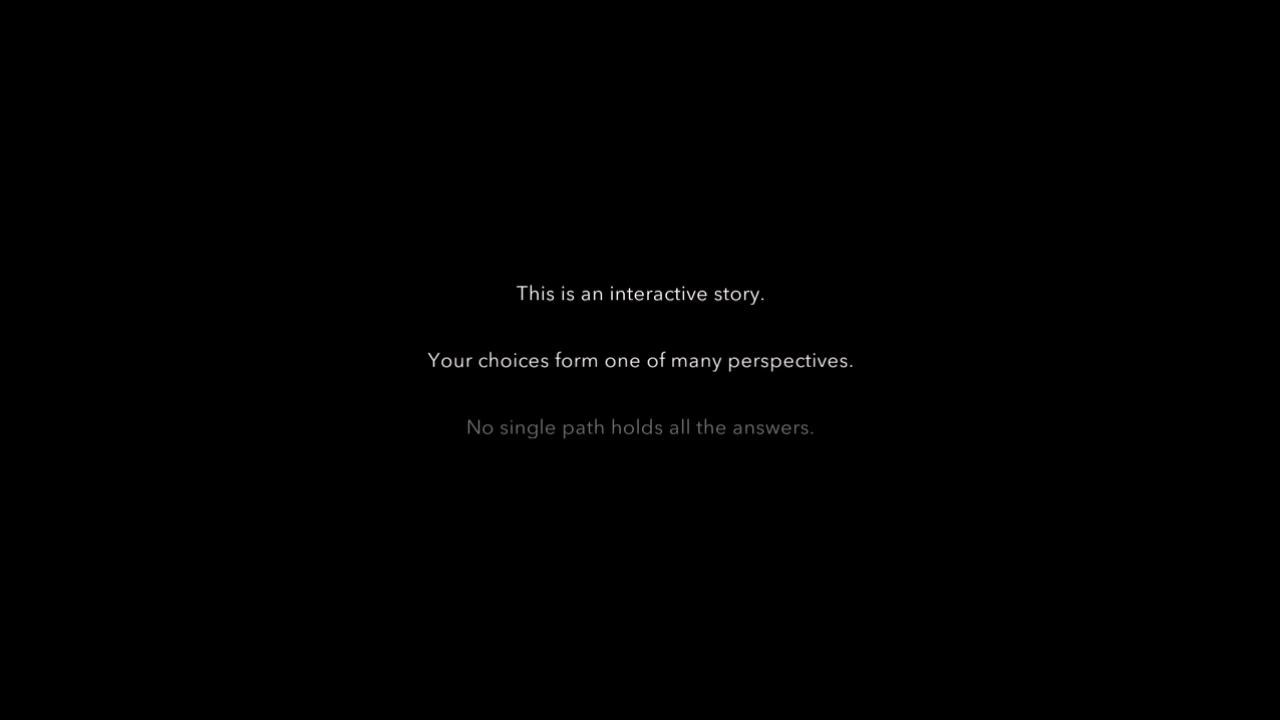 This is an interactive story.
Your choices form one of many perspectives.
No single path holds all the answers.